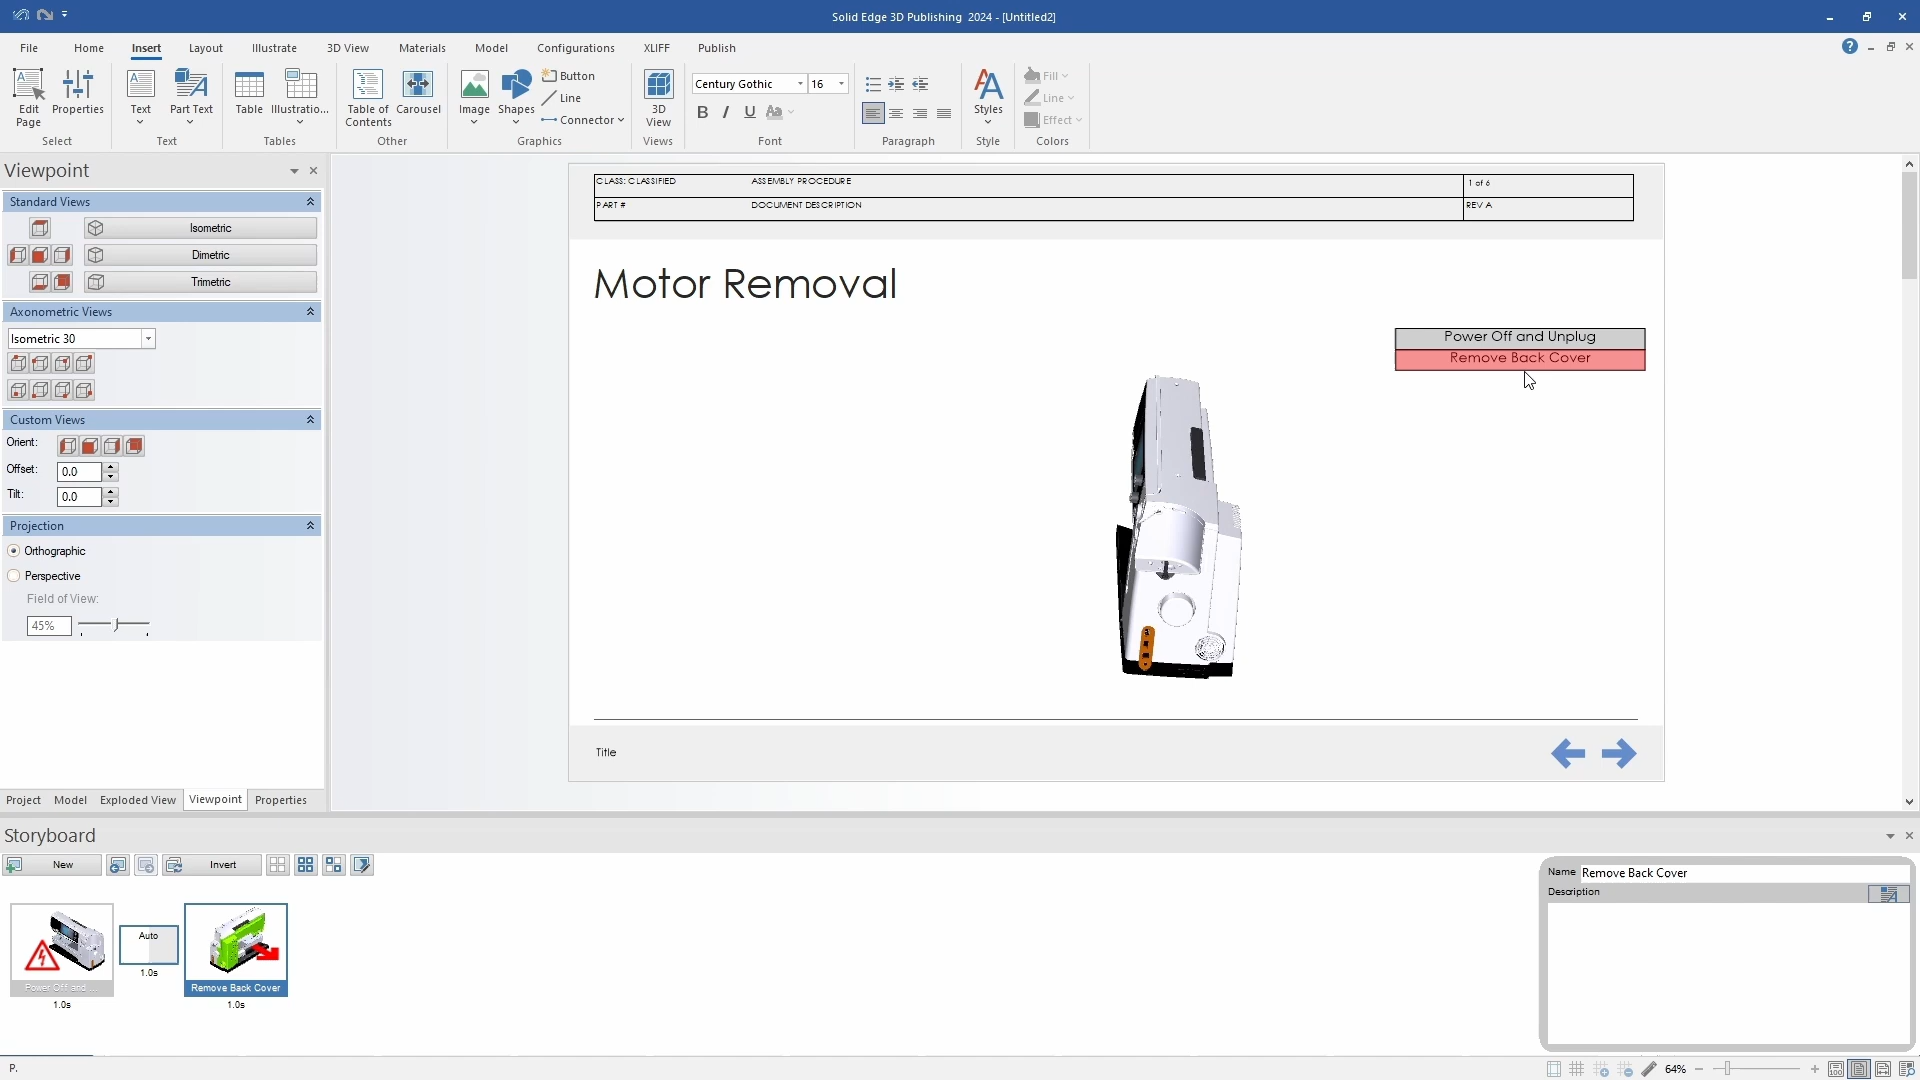 Solid Edge 3D Publishing 2024 - [Untitled2]
File Home Insert Layout Illustrate 3D View Materials Model Configurations XLIFF Publish
Edit Page
Properties
Text
Part Text
Table
Illustratio...
Table of Contents
Carousel
Image
Shapes
Button
Line
Connector
3D View
Century Gothic 16
B I U Aa
Styles
Fill
Line
Effect
Select Text Tables Other Graphics Views Font Paragraph Style Colors
Viewpoint
Standard Views
Isometric
Dimetric
Trimetric
Axonometric Views
Isometric 30
Custom Views
Orient:
Offset: 0.0
Tilt: 0.0
Projection
Orthographic
Perspective
Field of View:
45%
Project Model Exploded View Viewpoint Properties
CLASS: CLASSIFIED ASSEMBLY PROCEDURE 1 of 6
PART # DOCUMENT DESCRIPTION REV A
Motor Removal
Power Off and Unplug
Remove Back Cover
Title
Storyboard
New Invert
Power Off and ...
1.0s
Auto
1.0s
Remove Back Cover
1.0s
Name Remove Back Cover
Description
P.
64%